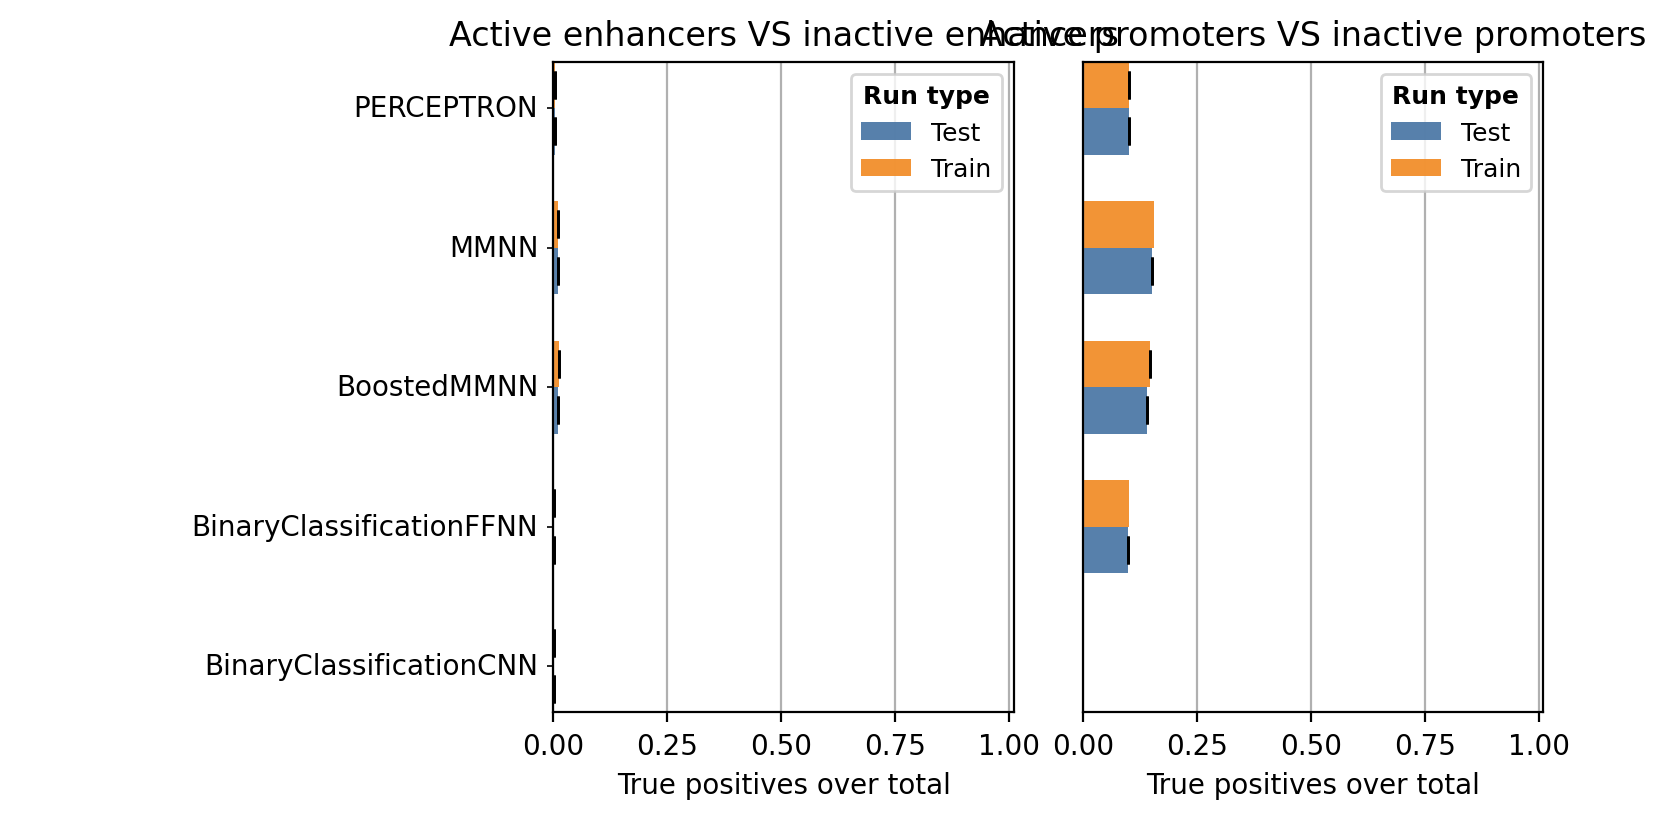 Active enhancers VS inactive enhancers
Active promoters VS inactive promoters
PERCEPTRON
MMNN
BoostedMMNN
BinaryClassificationFFNN
BinaryClassificationCNN
Run type
Test
Train
0.00 0.25 0.50 0.75 1.00
True positives over total
Run type
Test
Train
0.00 0.25 0.50 0.75 1.00
True positives over total